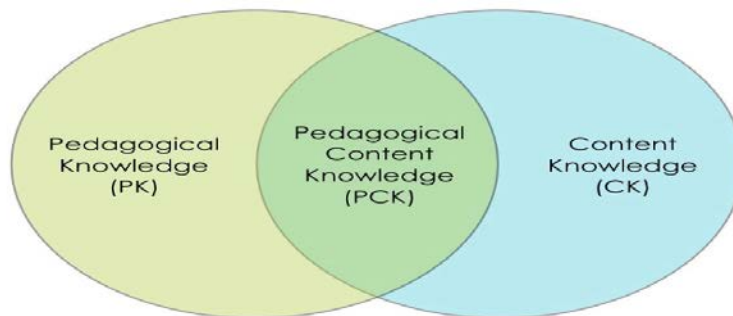 Pedagogical
Knowledge
(PK)
Pedagogical
Content
Knowledge
(PCK)
Content
Knowledge
(CK)